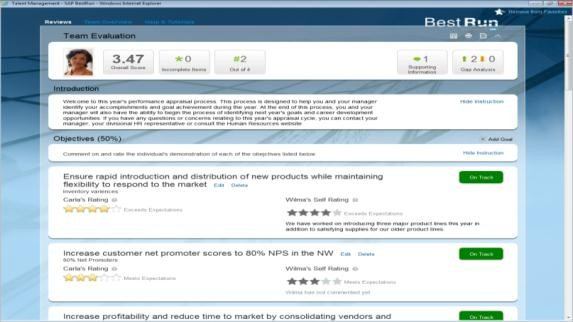 Talent Management - SAP BestRun - Windows Internet Explorer
Remove from Favorites
Reviews Team Overview Help & Tutorials
BestRun
Team Evaluation
3.47
Overall Score
0
Incomplete Items
#2
Out of 4
1
Supporting Information
2 0
Gap Analysis
Introduction
Welcome to this year's performance appraisal process. This process is designed to help you and your manager
identify your accomplishments and goal achievement during the year. At the end of this process, you and your
manager will also have the ability to begin the process of identifying next year's goals and career development
opportunities. If you have any questions or concerns relating to this year's appraisal cycle, you can contact your
manager, your divisional HR representative or consult the Human Resources website
Hide Instruction
Objectives (50%)
Add Goal
Comment on and rate the individual's demonstration of each of the objectives listed below
Hide Instruction
Ensure rapid introduction and distribution of new products while maintaining
flexibility to respond to the market Edit Delete
On Track
Inventory variences
Carla's Rating
Exceeds Expectations
Wilma's Self Rating
Exceeds Expectations
We have worked on introducing three major product lines this year in
addition to satisfying supplies for our older product lines.
Increase customer net promoter scores to 80% NPS in the NW Edit Delete
On Track
80% Net Promoters
Carla's Rating
Meets Expectations
Wilma's Self Rating
Meets Expectations
Wilma has not commented yet
Increase profitability and reduce time to market by consolidating vendors and
On Track